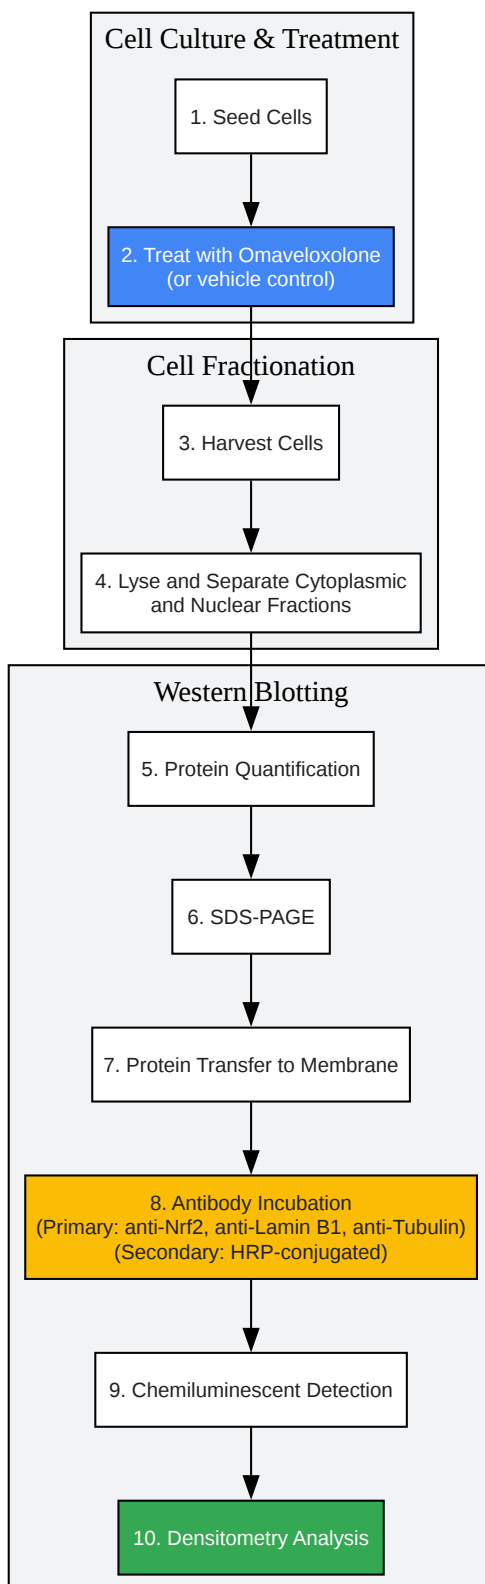 Cell Culture & Treatment
1. Seed Cells
2. Treat with Omaveloxolone
(or vehicle control)
Cell Fractionation
3. Harvest Cells
4. Lyse and Separate Cytoplasmic
and Nuclear Fractions
Western Blotting
5. Protein Quantification
6. SDS-PAGE
7. Protein Transfer to Membrane
8. Antibody Incubation
(Primary: anti-Nrf2, anti-Lamin B1, anti-Tubulin)
(Secondary: HRP-conjugated)
9. Chemiluminescent Detection
10. Densitometry Analysis